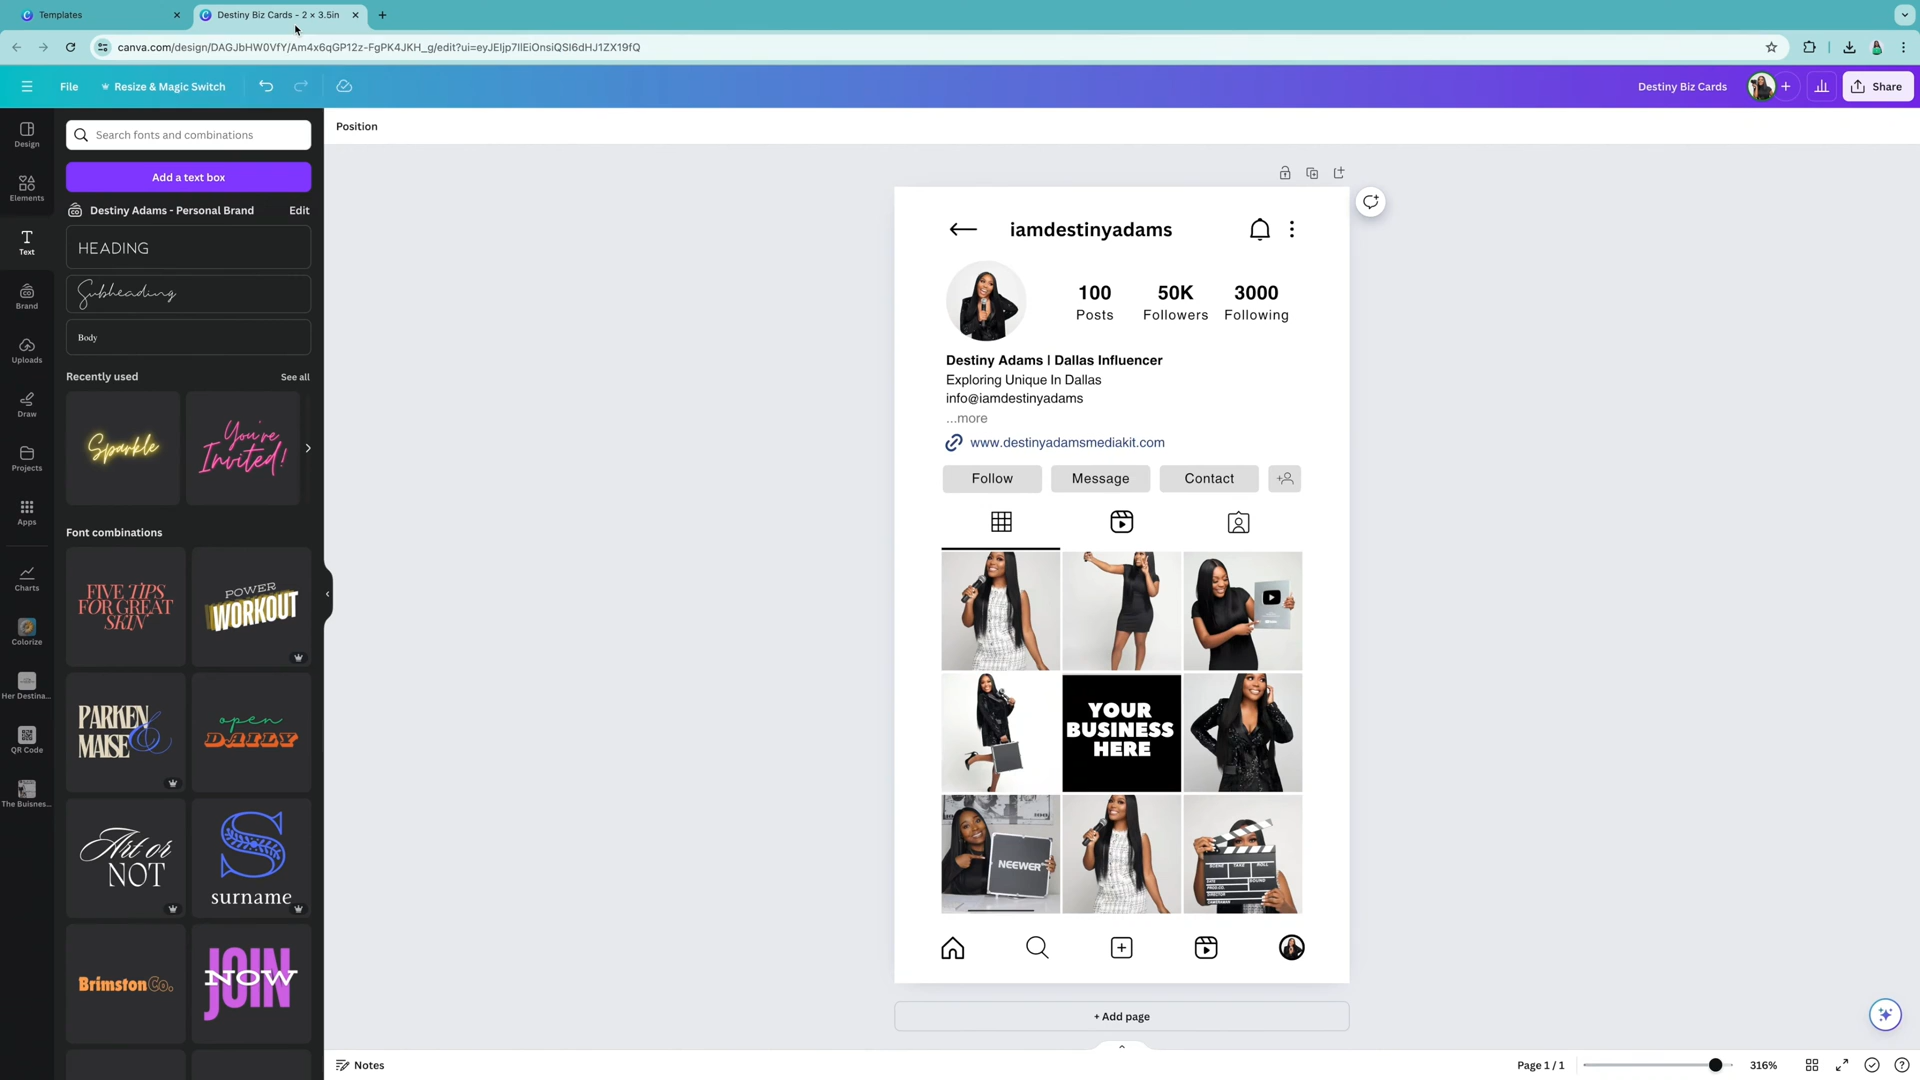 Templates
Destiny Biz Cards - 2 × 3.5in
canva.com/design/DAGJbHW0VfY/Am4x6qGP12z-FgPK4JKH_g/edit?ui=eyJEIjp7IlEiOnsiQSI6dHJ1ZX19fQ
File
Resize & Magic Switch
Destiny Biz Cards
Share
Design
Elements
Text
Brand
Uploads
Draw
Projects
Apps
Charts
Colorize
Her Destina...
QR Code
The Buisnes...
Search fonts and combinations
Add a text box
Destiny Adams - Personal Brand
Edit
HEADING
Subheading
Body
Recently used
See all
Sparkle
You're
Invited!
Font combinations
FIVE TIPS
FOR GREAT
SKIN
POWER
WORKOUT
PARKEN
MAISE &
open
DAILY
Art or
NOT
S
surname
Brimston Co.
JOIN
NOW
Position
iamdestinyadams
100
Posts
50K
Followers
3000
Following
Destiny Adams | Dallas Influencer
Exploring Unique In Dallas
info@iamdestinyadams
...more
www.destinyadamsmediakit.com
Follow
Message
Contact
YOUR
BUSINESS
HERE
NEEWER
+ Add page
Notes
Page 1 / 1
316%